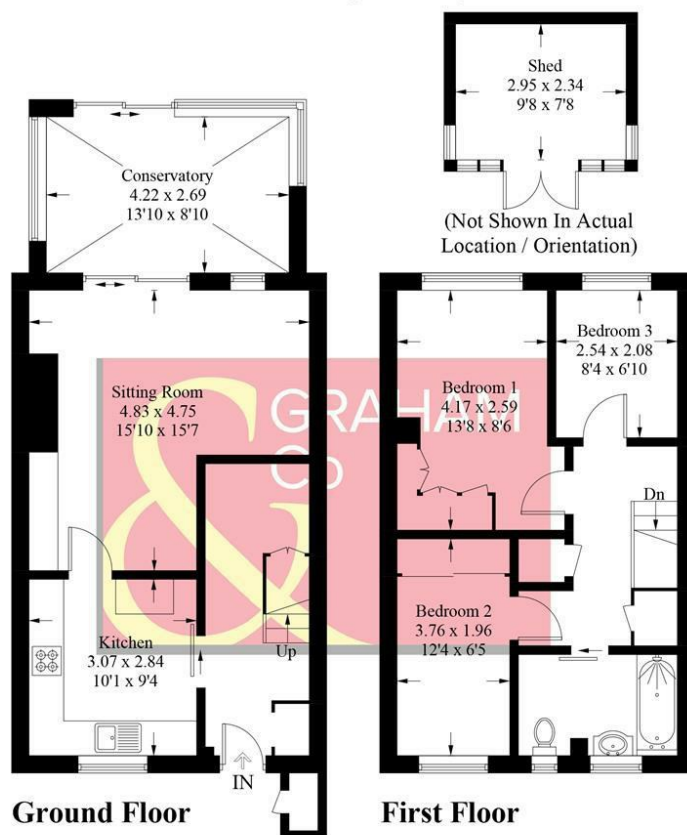 Shed
2.95 x 2.34
9'8 x 7'8
(Not Shown In Actual
Location / Orientation)
Conservatory
4.22 x 2.69
13'10 x 8'10
Sitting Room
4.83 x 4.75
15'10 x 15'7
Kitchen
3.07 x 2.84
10'1 x 9'4
Up
IN
Ground Floor
Bedroom 1
4.17 x 2.59
13'8 x 8'6
Bedroom 3
2.54 x 2.08
8'4 x 6'10
Dn
Bedroom 2
3.76 x 1.96
12'4 x 6'5
First Floor
&
GRAHAM
Co